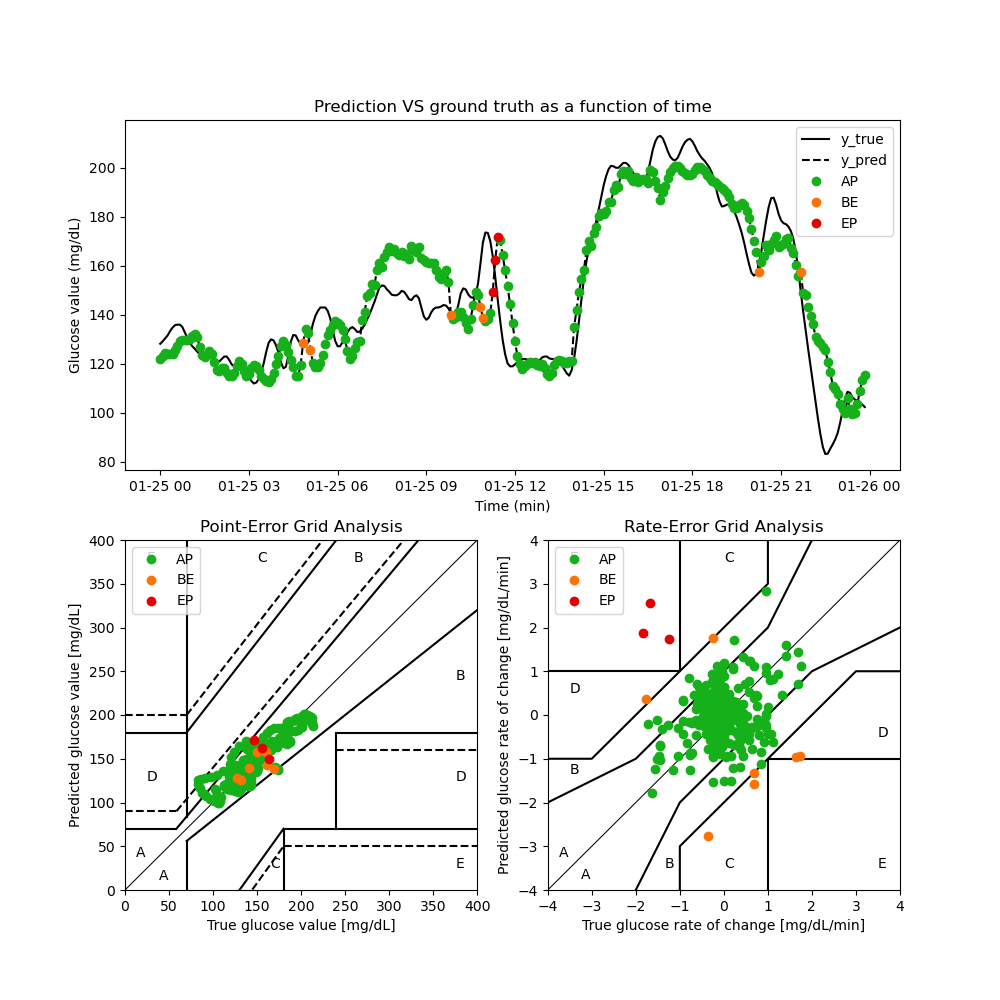 Prediction VS ground truth as a function of time
Glucose value (mg/dL)
200
180
160
140
120
100
80
y_true
y_pred
AP
BE
EP
01-25 00 01-25 03 01-25 06 01-25 09 01-25 12 01-25 15 01-25 18 01-25 21 01-26 00
Time (min)
Point-Error Grid Analysis
Predicted glucose value [mg/dL]
400
350
300
250
200
150
100
50
0
AP
BE
EP
C
B
B
D
D
A
A
C
E
0 50 100 150 200 250 300 350 400
True glucose value [mg/dL]
Rate-Error Grid Analysis
Predicted glucose rate of change [mg/dL/min]
4
3
2
1
0
−1
−2
−3
−4
AP
BE
EP
C
D
D
B
A
A
B
C
E
−4 −3 −2 −1 0 1 2 3 4
True glucose rate of change [mg/dL/min]